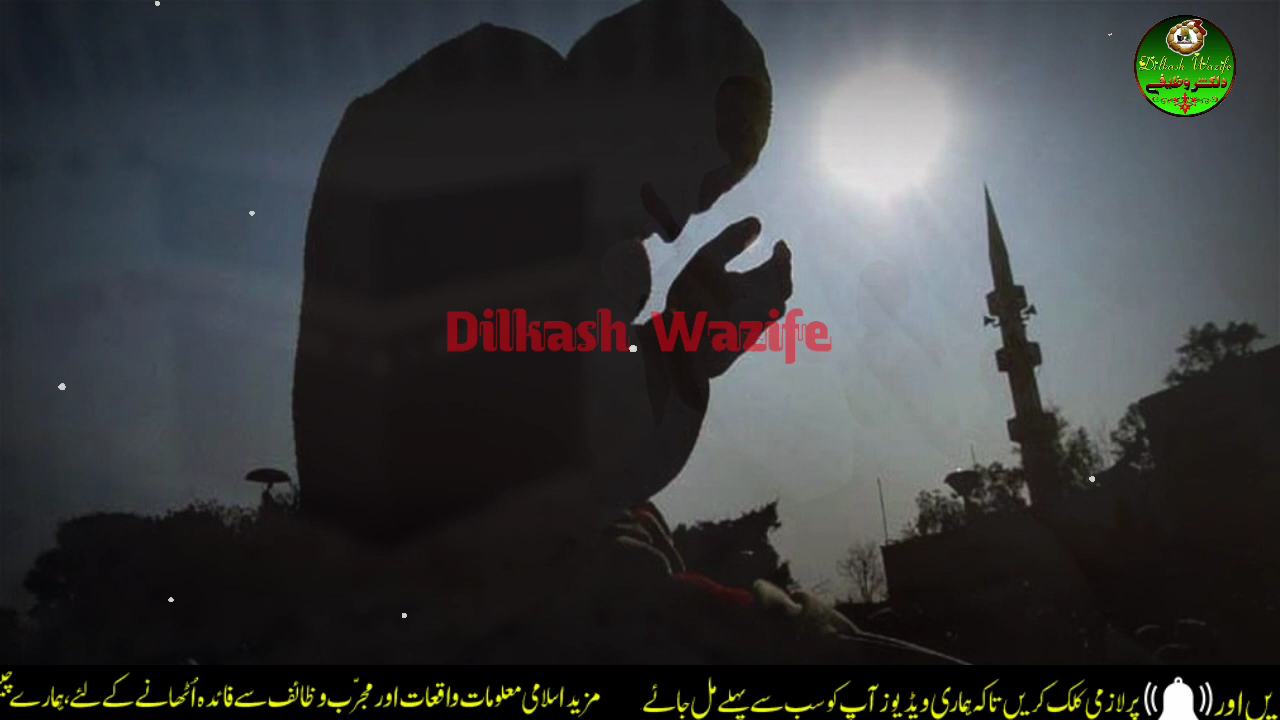 Dilkash Wazife
دلکش وظیفے
Dilkash Wazife
یں اور پر لازمی کلک کریں تاکہ ہماری ویڈیوز آپ کو سب سے پہلے مل جائے مزید اسلامی معلومات واقعات اور مجرّب وظائف سے فائدہ اُٹھانے کے لئے، ہمارے چی